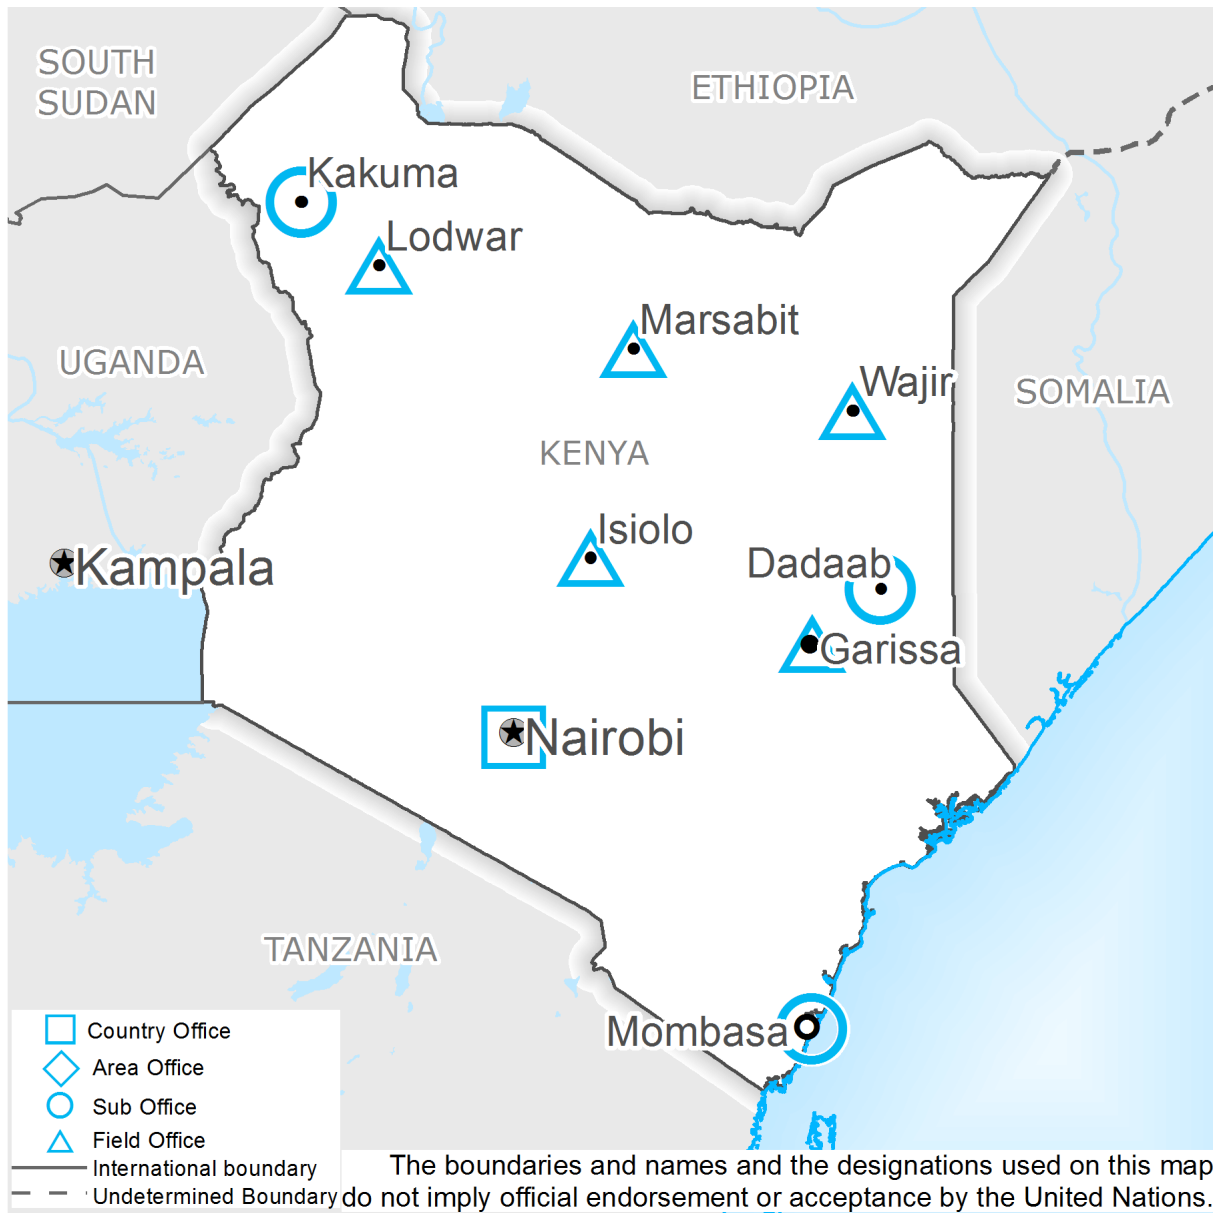 SOUTH
SUDAN
ETHIOPIA
Kakuma
Lodwar
Marsabit
UGANDA
Wajir
SOMALIA
KENYA
Isiolo
Dadaab
Kampala
Garissa
Nairobi
TANZANIA
Mombasa
Country Office
Area Office
Sub Office
Field Office
International boundary
Undetermined Boundary
The boundaries and names and the designations used on this map
do not imply official endorsement or acceptance by the United Nations.